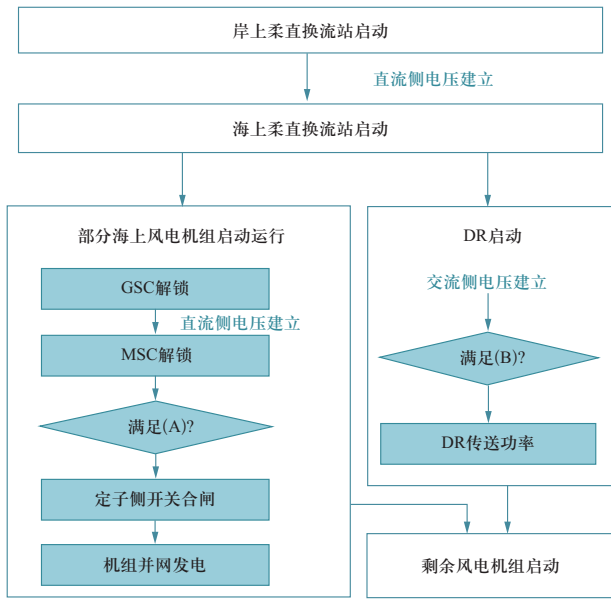 岸上柔直换流站启动
直流侧电压建立
海上柔直换流站启动
部分海上风电机组启动运行
GSC解锁
直流侧电压建立
MSC解锁
满足(A)?
定子侧开关合闸
机组并网发电
DR启动
交流侧电压建立
满足(B)?
DR传送功率
剩余风电机组启动